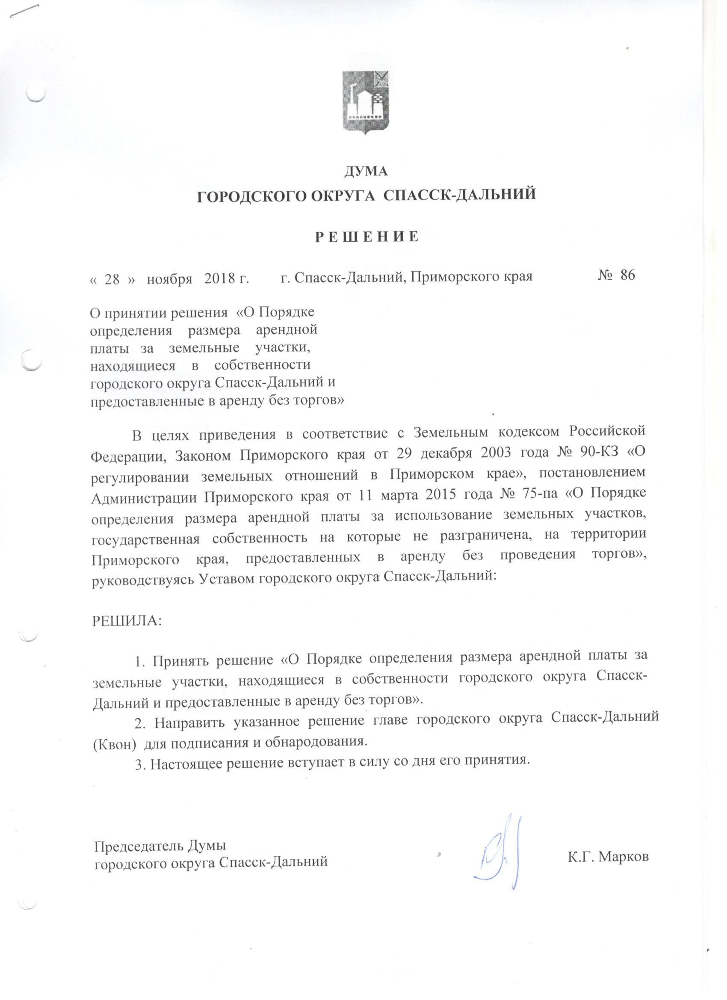 ДУМА
ГОРОДСКОГО ОКРУГА СПАССК-ДАЛЬНИЙ
Р Е Ш Е Н И Е
« 28 » ноября 2018 г. г. Спасск-Дальний, Приморского края № 86
О принятии решения «О Порядке
определения размера арендной
платы за земельные участки,
находящиеся в собственности
городского округа Спасск-Дальний и
предоставленные в аренду без торгов»
В целях приведения в соответствие с Земельным кодексом Российской
Федерации, Законом Приморского края от 29 декабря 2003 года № 90-КЗ «О
регулировании земельных отношений в Приморском крае», постановлением
Администрации Приморского края от 11 марта 2015 года № 75-па «О Порядке
определения размера арендной платы за использование земельных участков,
государственная собственность на которые не разграничена, на территории
Приморского края, предоставленных в аренду без проведения торгов»,
руководствуясь Уставом городского округа Спасск-Дальний:
РЕШИЛА:
1. Принять решение «О Порядке определения размера арендной платы за
земельные участки, находящиеся в собственности городского округа Спасск-
Дальний и предоставленные в аренду без торгов».
2. Направить указанное решение главе городского округа Спасск-Дальний
(Квон) для подписания и обнародования.
3. Настоящее решение вступает в силу со дня его принятия.
Председатель Думы
городского округа Спасск-Дальний К.Г. Марков